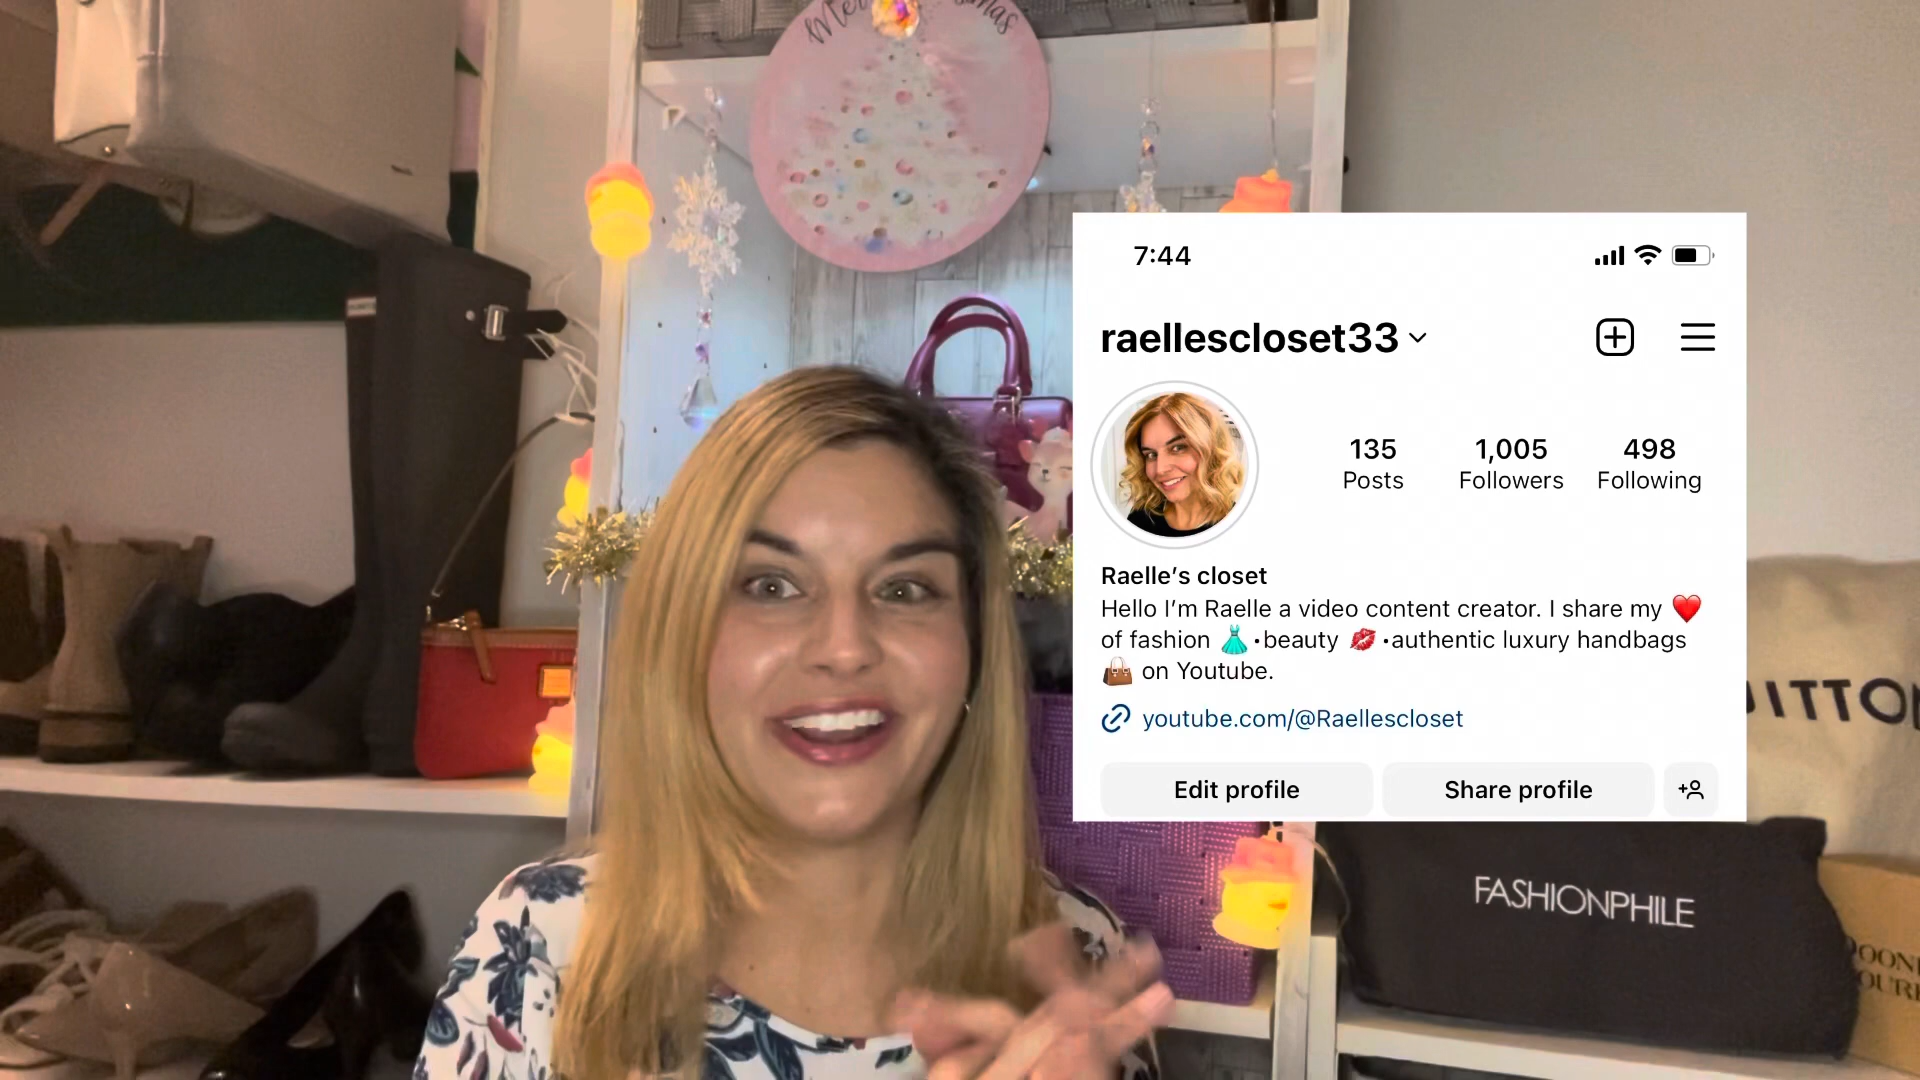 7:44
raellescloset33
135
Posts
1,005
Followers
498
Following
Raelle’s closet
Hello I’m Raelle a video content creator. I share my ❤️
of fashion 👗•beauty 💋•authentic luxury handbags
👜 on Youtube.
youtube.com/@Raellescloset
Edit profile
Share profile
FASHIONPHILE